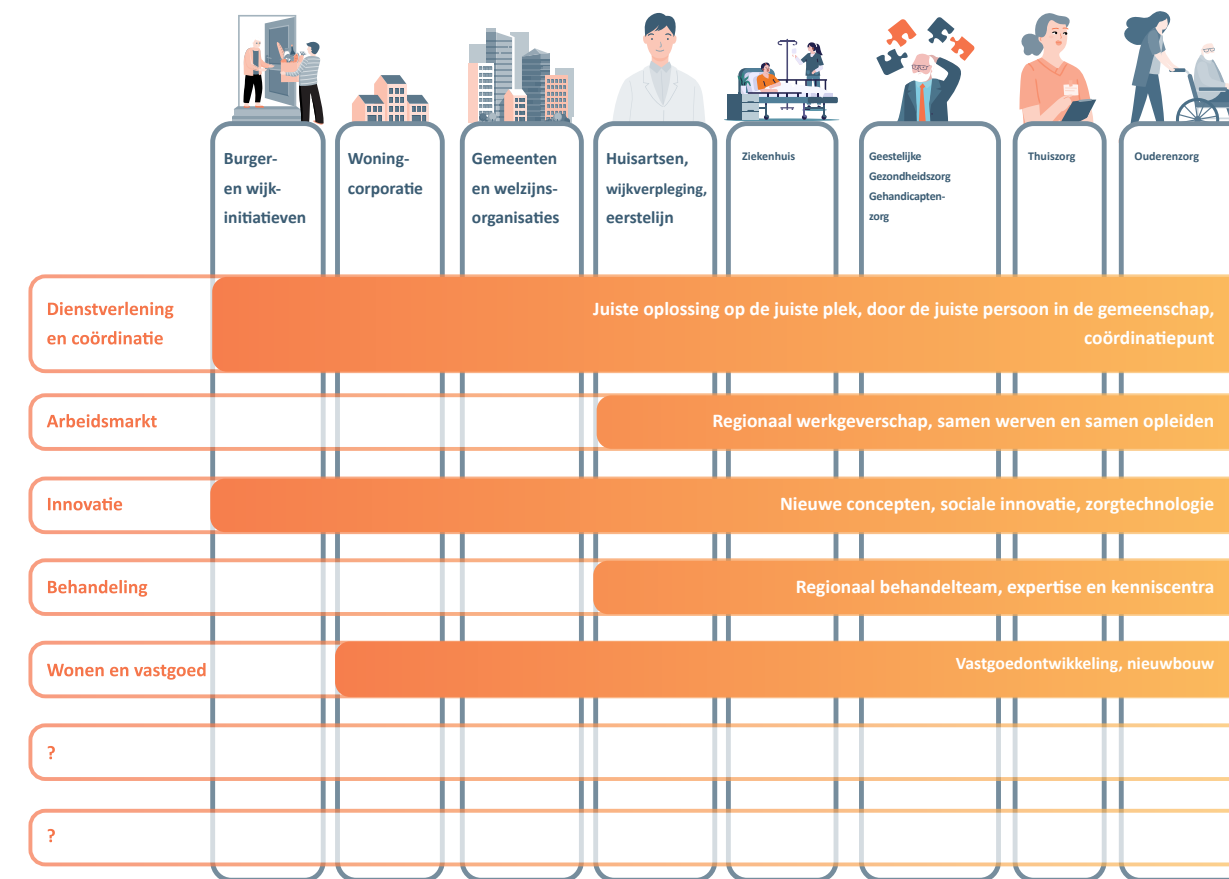 Burger-
en wijk-
initiatieven
Woning-
corporatie
Gemeenten
en welzijns-
organisaties
Huisartsen,
wijkverpleging,
eerstelijn
Ziekenhuis
Geestelijke
Gezondheidszorg
Gehandicapten-
zorg
Thuiszorg
Ouderenzorg
Dienstverlening
en coördinatie
Juiste oplossing op de juiste plek, door de juiste persoon in de gemeenschap,
coördinatiepunt
Arbeidsmarkt
Regionaal werkgeverschap, samen werven en samen opleiden
Innovatie
Nieuwe concepten, sociale innovatie, zorgtechnologie
Behandeling
Regionaal behandelteam, expertise en kenniscentra
Wonen en vastgoed
Vastgoedontwikkeling, nieuwbouw
?
?